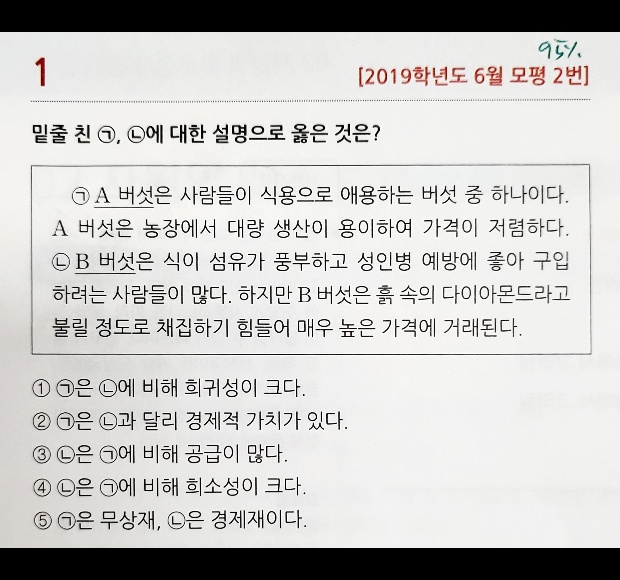 95%.
1
[2019학년도 6월 모평 2번]
밑줄 친 ㉠, ㉡에 대한 설명으로 옳은 것은?
㉠ A 버섯은 사람들이 식용으로 애용하는 버섯 중 하나이다.
A 버섯은 농장에서 대량 생산이 용이하여 가격이 저렴하다.
㉡ B 버섯은 식이 섬유가 풍부하고 성인병 예방에 좋아 구입
하려는 사람들이 많다. 하지만 B 버섯은 흙 속의 다이아몬드라고
불릴 정도로 채집하기 힘들어 매우 높은 가격에 거래된다.
① ㉠은 ㉡에 비해 희귀성이 크다.
② ㉠은 ㉡과 달리 경제적 가치가 있다.
③ ㉡은 ㉠에 비해 공급이 많다.
④ ㉡은 ㉠에 비해 희소성이 크다.
⑤ ㉠은 무상재, ㉡은 경제재이다.